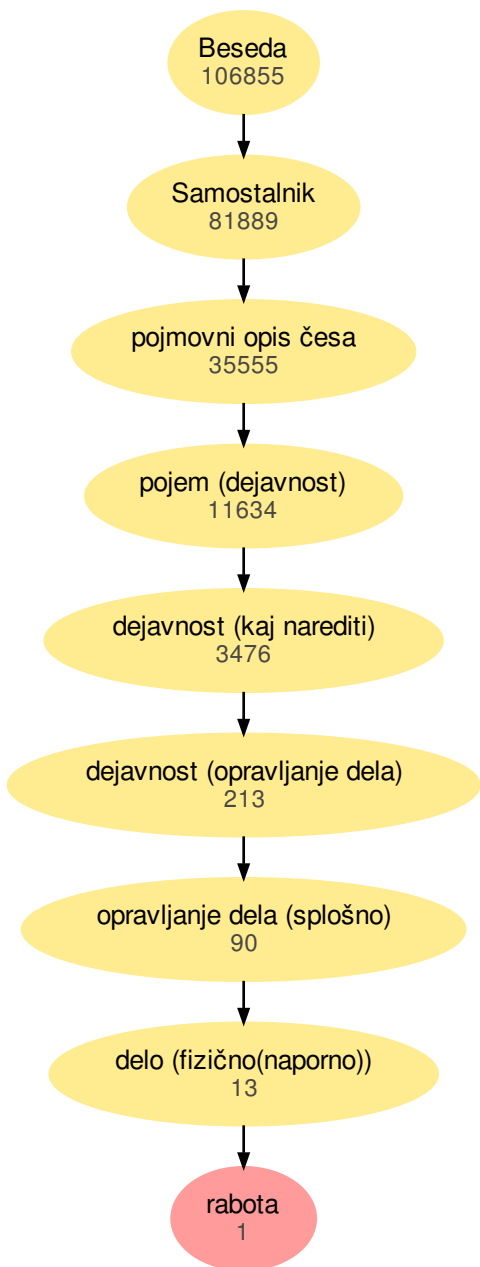 Beseda
106855
Samostalnik
81889
pojmovni opis česa
35555
pojem (dejavnost)
11634
dejavnost (kaj narediti)
3476
dejavnost (opravljanje dela)
213
opravljanje dela (splošno)
90
delo (fizično(naporno))
13
rabota
1